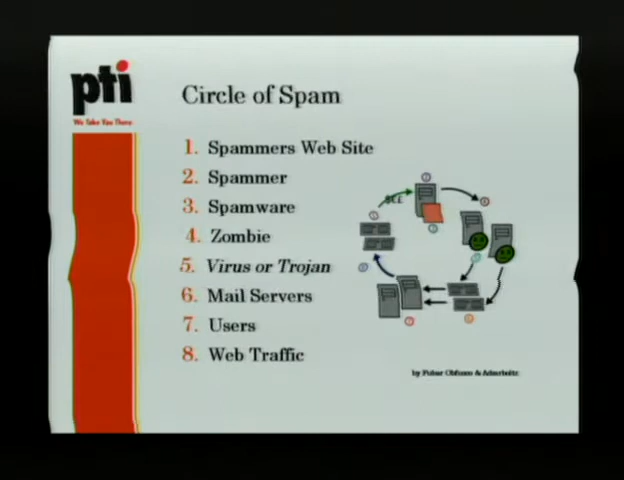 pti
We Take You There
Circle of Spam
1. Spammers Web Site
2. Spammer
3. Spamware
4. Zombie
5. Virus or Trojan
6. Mail Servers
7. Users
8. Web Traffic
by